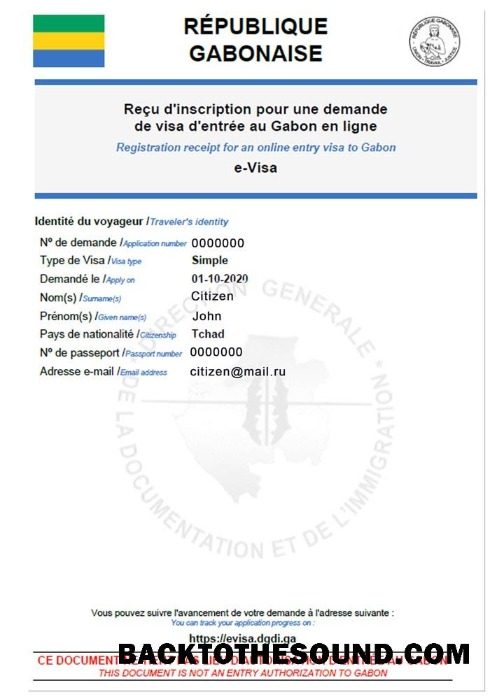 RÉPUBLIQUE
GABONAISE
RÉPUBLIQUE GABONAISE
UNION - TRAVAIL - JUSTICE
Reçu d'inscription pour une demande
de visa d'entrée au Gabon en ligne
Registration receipt for an online entry visa to Gabon
e-Visa
Identité du voyageur /Traveler's identity
N° de demande /Application number 0000000
Type de Visa /Visa type Simple
Demandé le /Apply on 01-10-2020
Nom(s) /Surname(s) Citizen
Prénom(s) /Given name(s) John
Pays de nationalité /Citizenship Tchad
N° de passeport /Passport number 0000000
Adresse e-mail /Email address citizen@mail.ru
DIRECTION GENERALE
DE LA DOCUMENTATION ET DE L'IMMIGRATION
Vous pouvez suivre l'avancement de votre demande à l'adresse suivante :
You can track your application progress on :
https://evisa.dgdi.ga
BACKTOTHESOUND.COM
CE DOCUMENT
THIS DOCUMENT IS NOT AN ENTRY AUTHORIZATION TO GABON